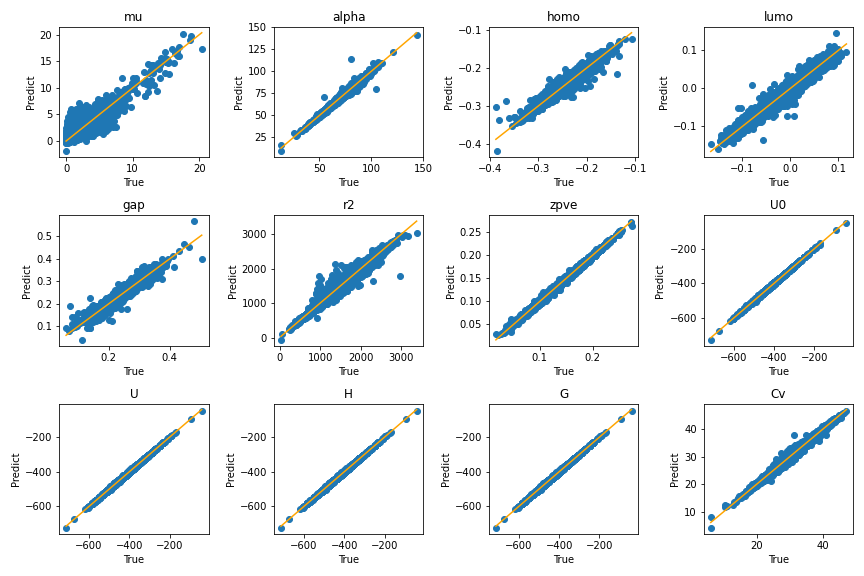 mu alpha homo lumo
20 15 10 5 0 Predict 0 10 20 True
150 125 100 75 50 25 Predict 50 100 150 True
−0.1 −0.2 −0.3 −0.4 Predict −0.4 −0.3 −0.2 −0.1 True
0.1 0.0 −0.1 Predict −0.1 0.0 0.1 True
gap r2 zpve U0
0.5 0.4 0.3 0.2 0.1 Predict 0.2 0.4 True
3000 2000 1000 0 Predict 0 1000 2000 3000 True
0.25 0.20 0.15 0.10 0.05 Predict 0.1 0.2 True
−200 −400 −600 Predict −600 −400 −200 True
U H G Cv
−200 −400 −600 Predict −600 −400 −200 True
−200 −400 −600 Predict −600 −400 −200 True
−200 −400 −600 Predict −600 −400 −200 True
40 30 20 10 Predict 20 40 True